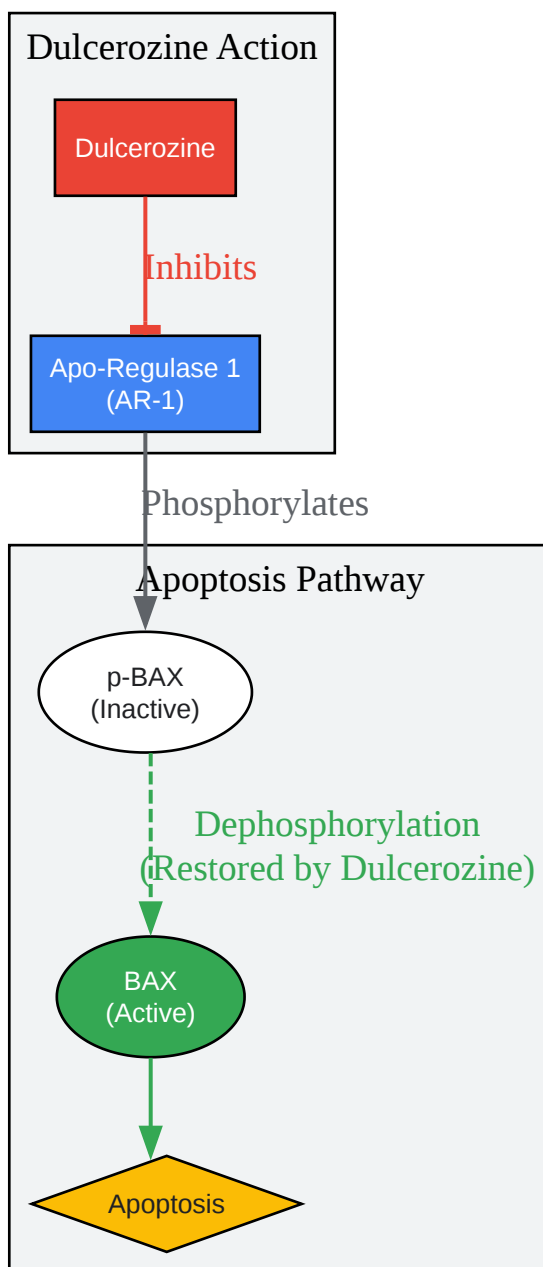 Dulcerozine Action
Dulcerozine
Inhibits
Apo-Regulase 1
(AR-1)
Phosphorylates
Apoptosis Pathway
p-BAX
(Inactive)
Dephosphorylation
(Restored by Dulcerozine)
BAX
(Active)
Apoptosis